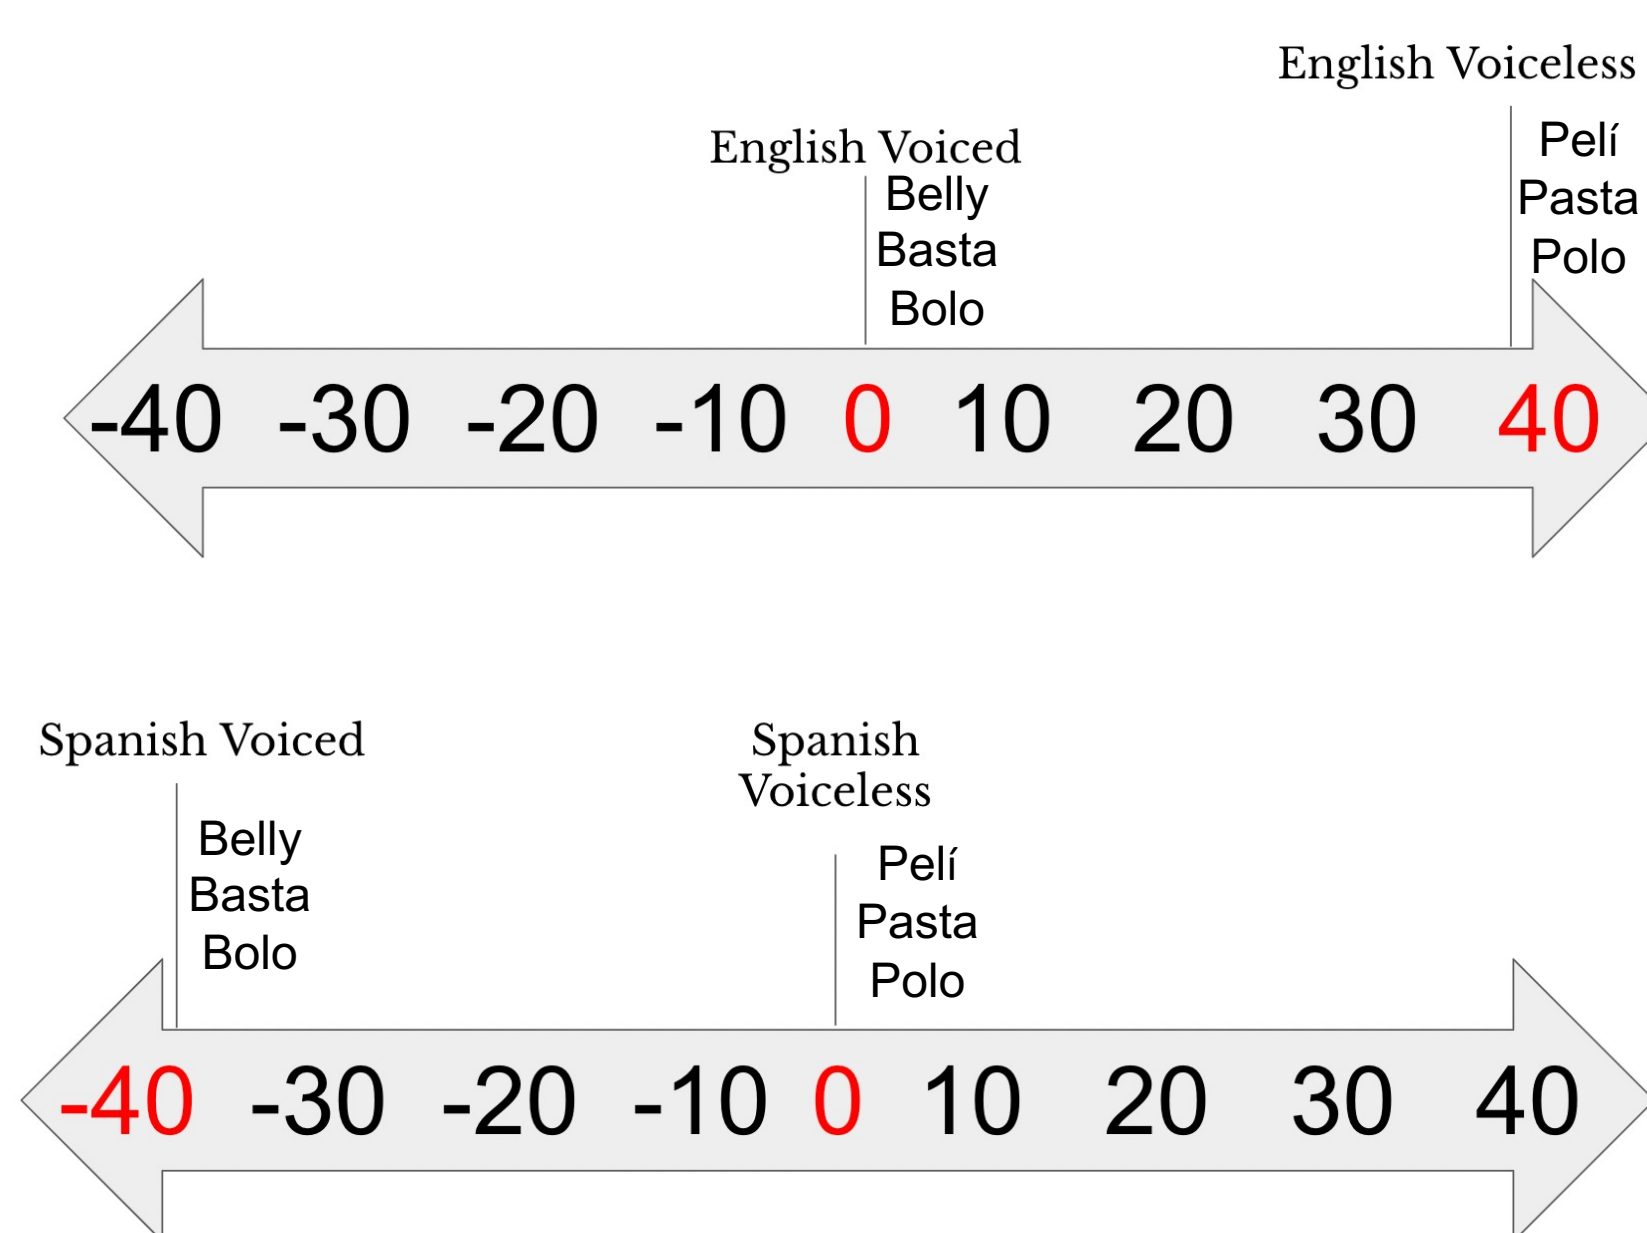 English Voiceless
Pelí
Pasta
Polo
English Voiced
Belly
Basta
Bolo
-40 -30 -20 -10 0 10 20 30 40
Spanish Voiced
Belly
Basta
Bolo
Spanish
Voiceless
Pelí
Pasta
Polo
-40 -30 -20 -10 0 10 20 30 40